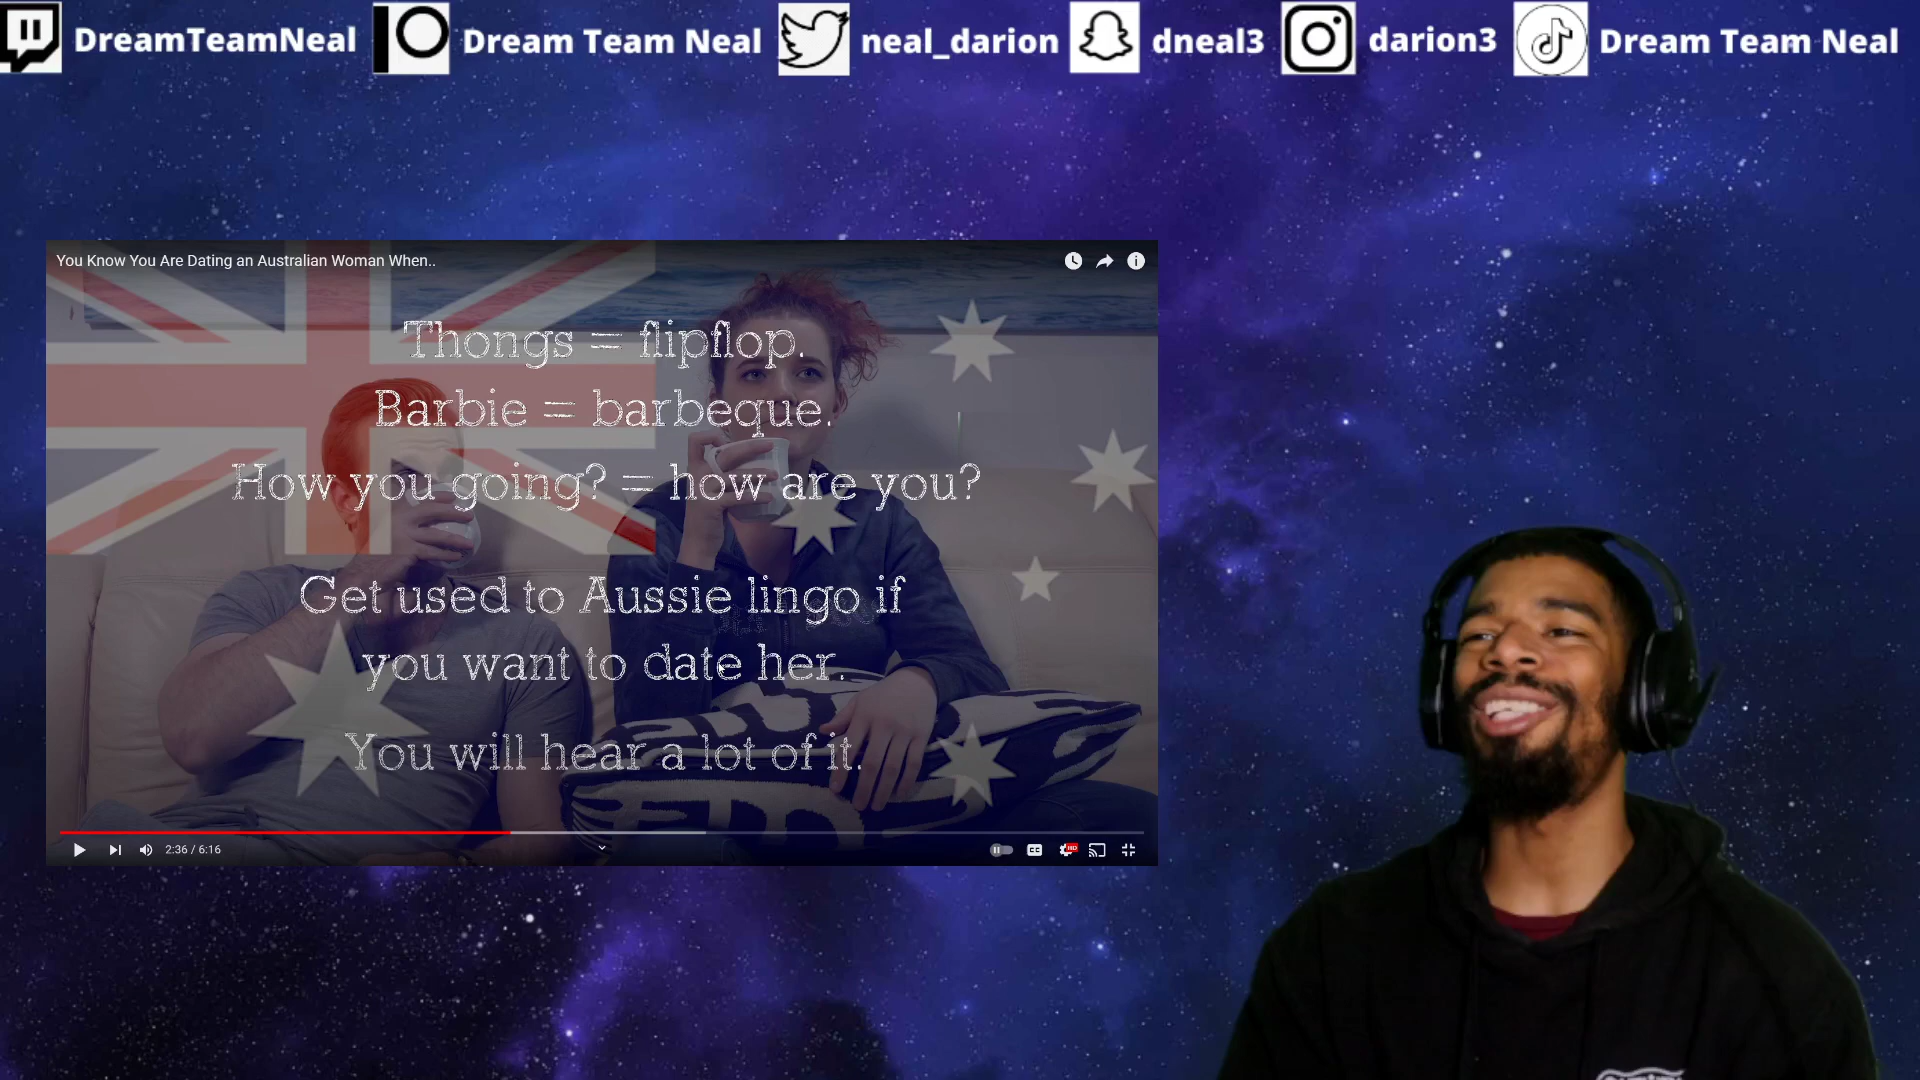 DreamTeamNeal Dream Team Neal neal_darion dneal3 darion3 Dream Team Neal
You Know You Are Dating an Australian Woman When..
Thongs = flipflop.
Barbie = barbeque.
How you going? = how are you?
Get used to Aussie lingo if
you want to date her.
You will hear a lot of it.
2:36 / 6:16
CC HD